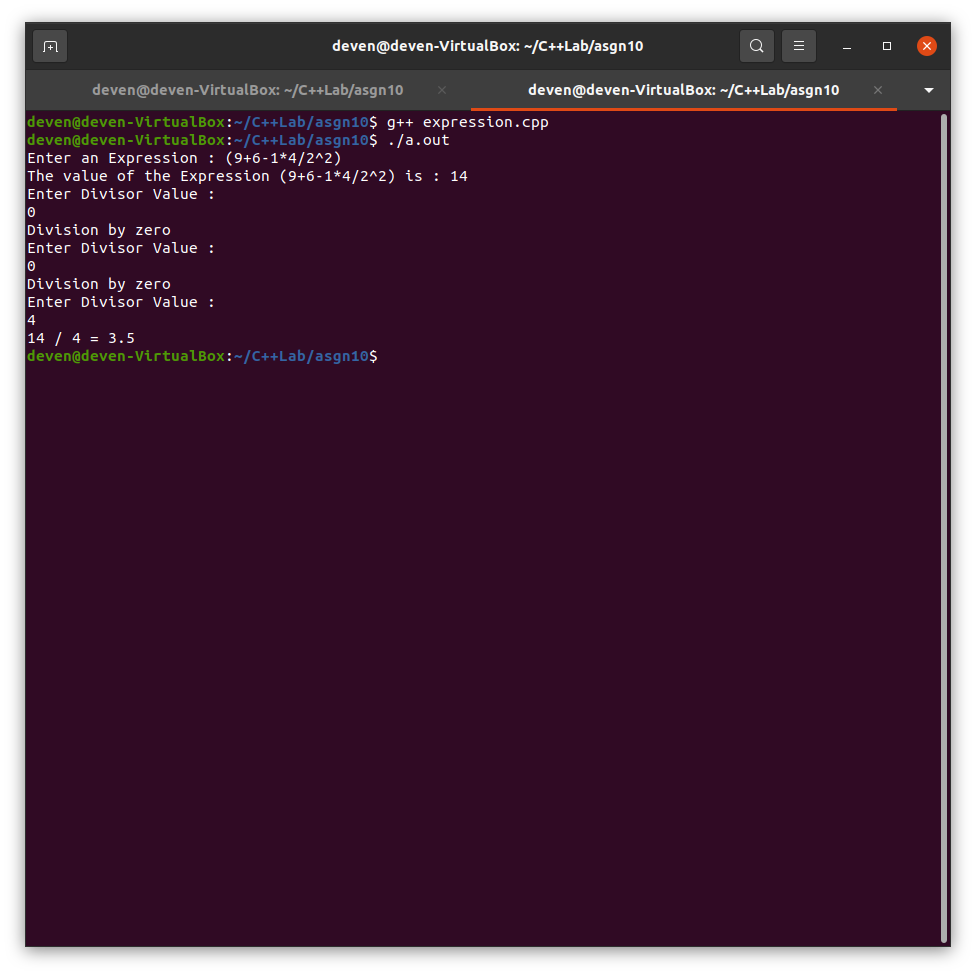 deven@deven-VirtualBox: ~/C++Lab/asgn10
deven@deven-VirtualBox: ~/C++Lab/asgn10
deven@deven-VirtualBox: ~/C++Lab/asgn10
deven@deven-VirtualBox:~/C++Lab/asgn10$ g++ expression.cpp
deven@deven-VirtualBox:~/C++Lab/asgn10$ ./a.out
Enter an Expression : (9+6-1*4/2^2)
The value of the Expression (9+6-1*4/2^2) is : 14
Enter Divisor Value :
0
Division by zero
Enter Divisor Value :
0
Division by zero
Enter Divisor Value :
4
14 / 4 = 3.5
deven@deven-VirtualBox:~/C++Lab/asgn10$